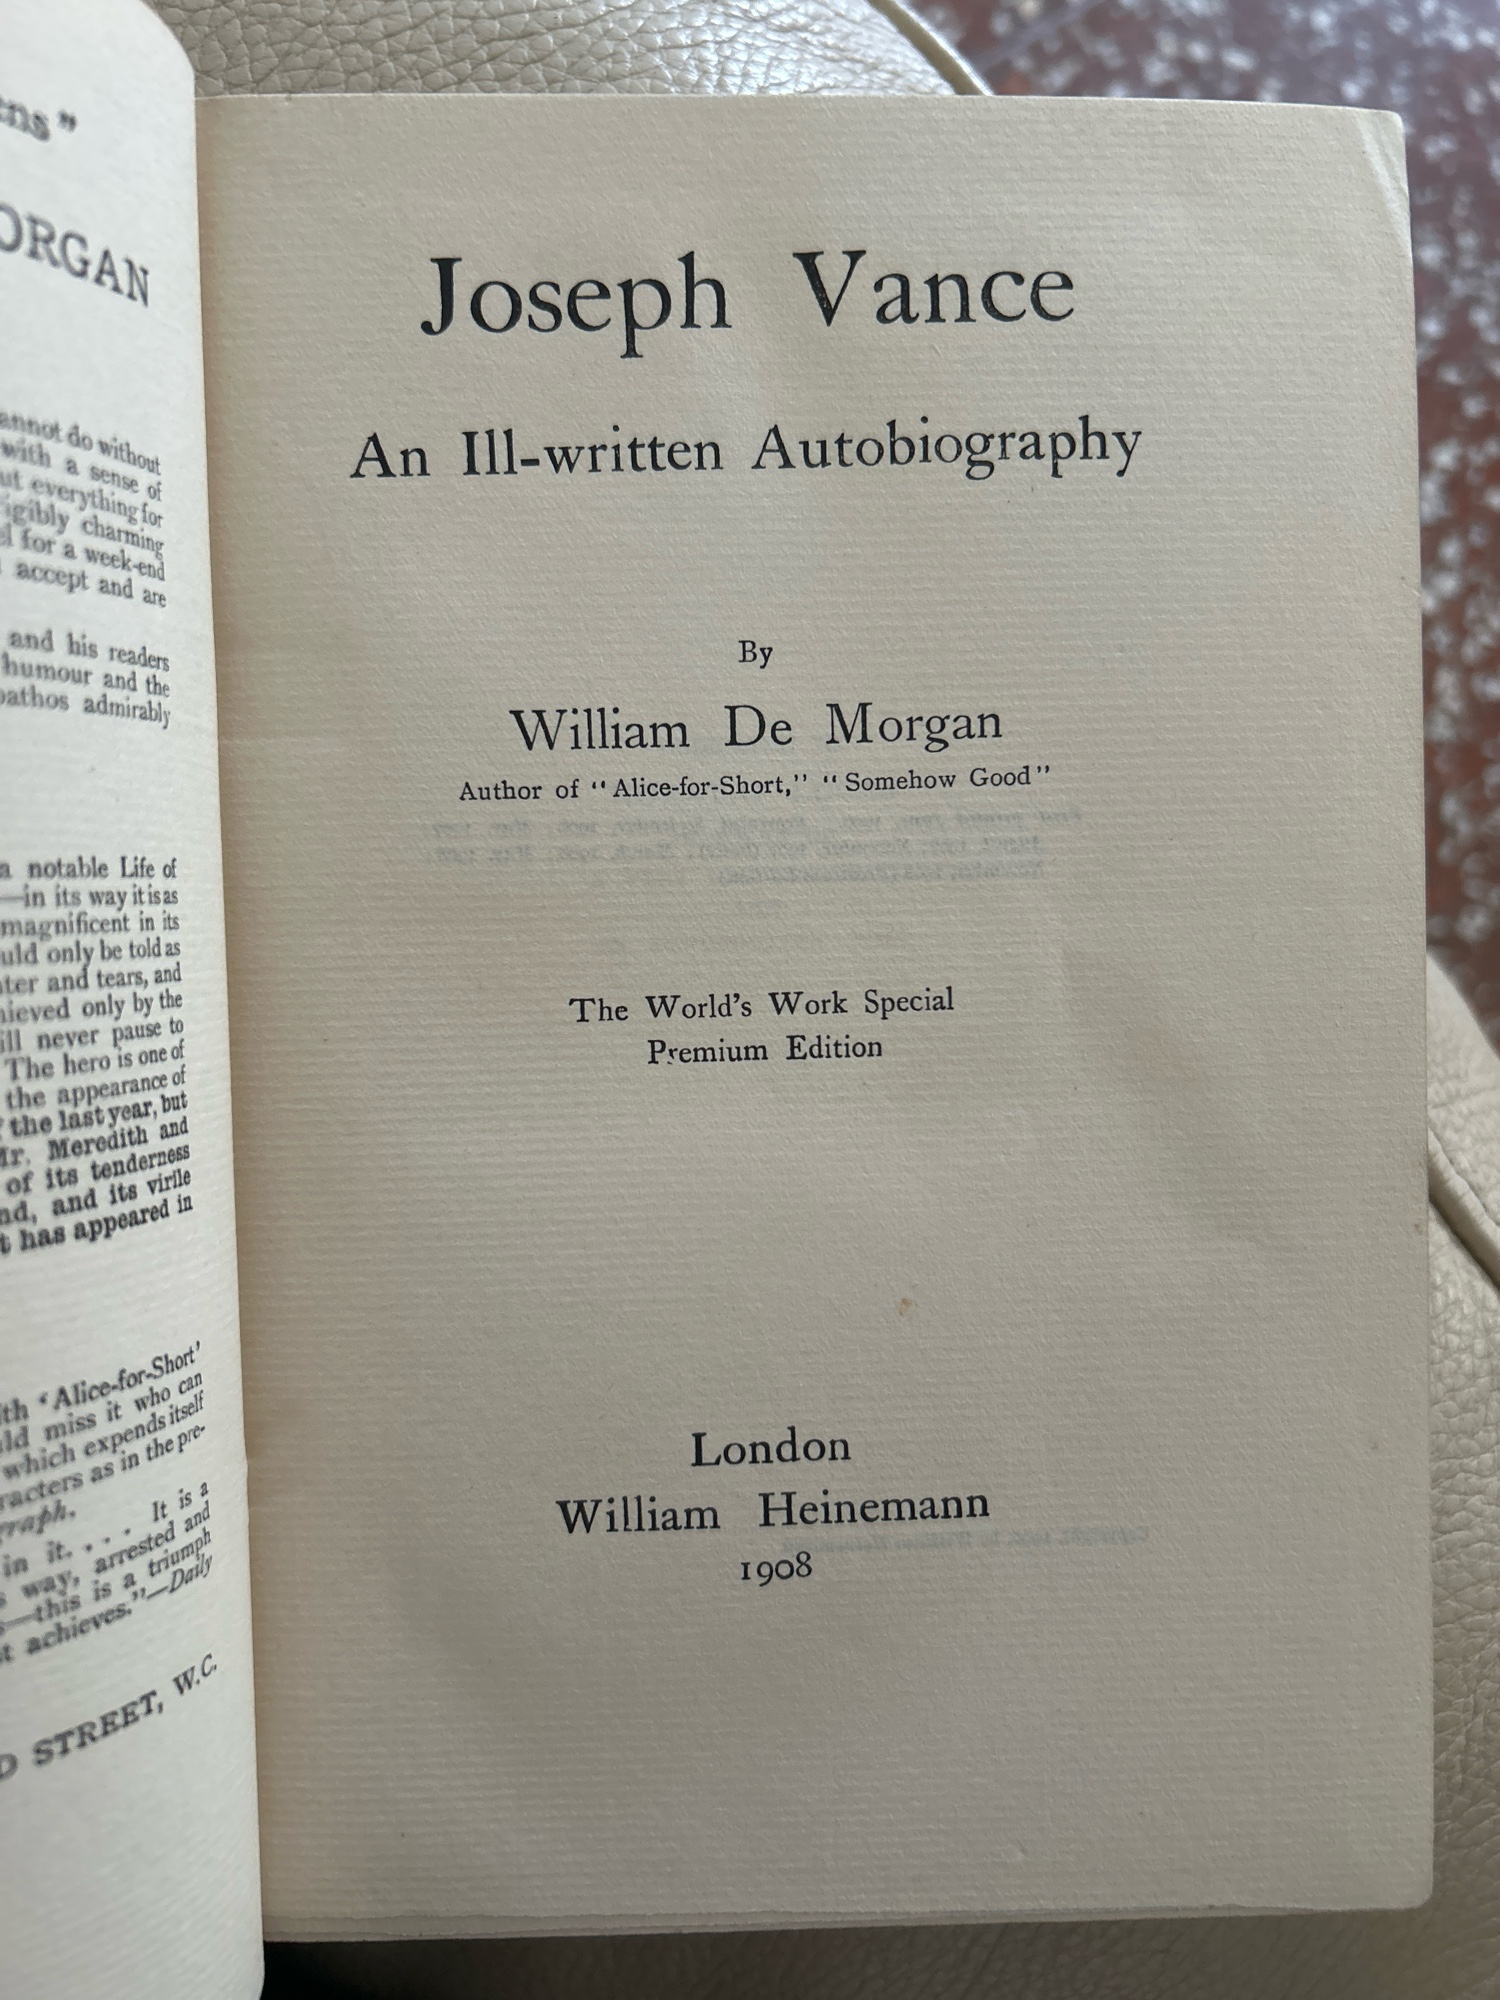 ens"
ORGAN
annot do without
with a sense of
ut everything for
igibly charming
el for a week-end
accept and are
and his readers
humour and the
pathos admirably
a notable Life of
—in its way it is as
magnificent in its
uld only be told as
ter and tears, and
hieved only by the
ill never pause to
The hero is one of
the appearance of
the last year, but
Mr. Meredith and
of its tenderness
nd, and its virile
t has appeared in
ith 'Alice-for-Short'
ld miss it who can
which expends itself
racters as in the pre-
graph.
in it. . . . It is a
way, arrested and
s—this is a triumph
t achieves."—Daily
D STREET, W.C.
Joseph Vance
An Ill-written Autobiography
By
William De Morgan
Author of "Alice-for-Short," "Somehow Good"
The World's Work Special
Premium Edition
London
William Heinemann
1908